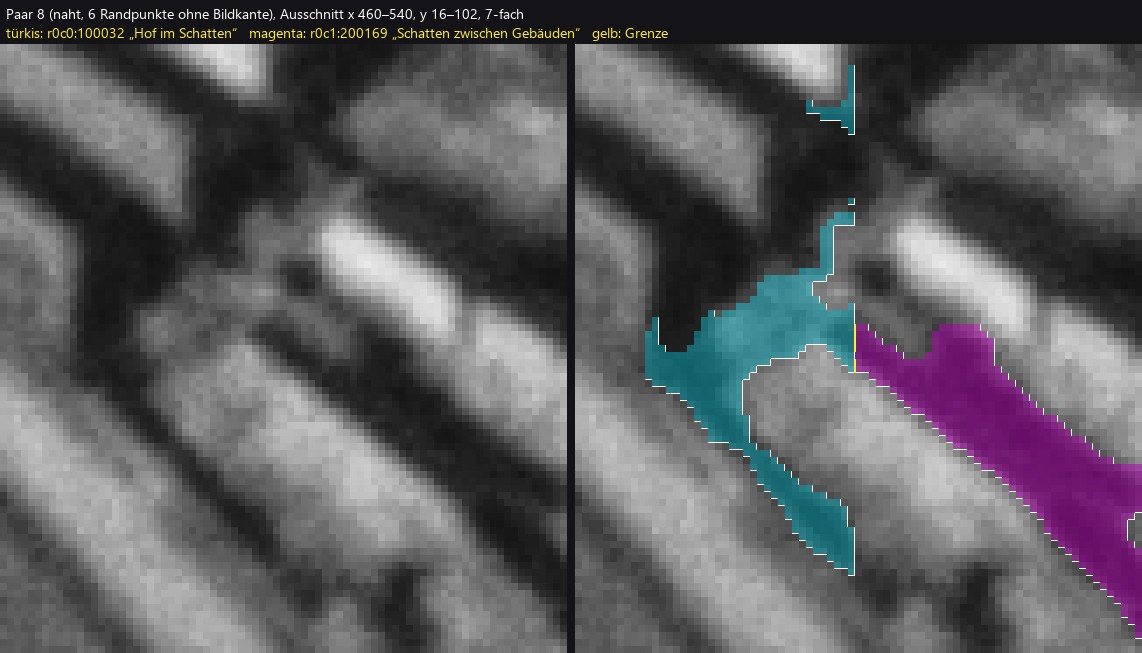 Paar 8 (naht, 6 Randpunkte ohne Bildkante), Ausschnitt x 460–540, y 16–102, 7-fach
türkis: r0c0:100032 „Hof im Schatten“ magenta: r0c1:200169 „Schatten zwischen Gebäuden“ gelb: Grenze